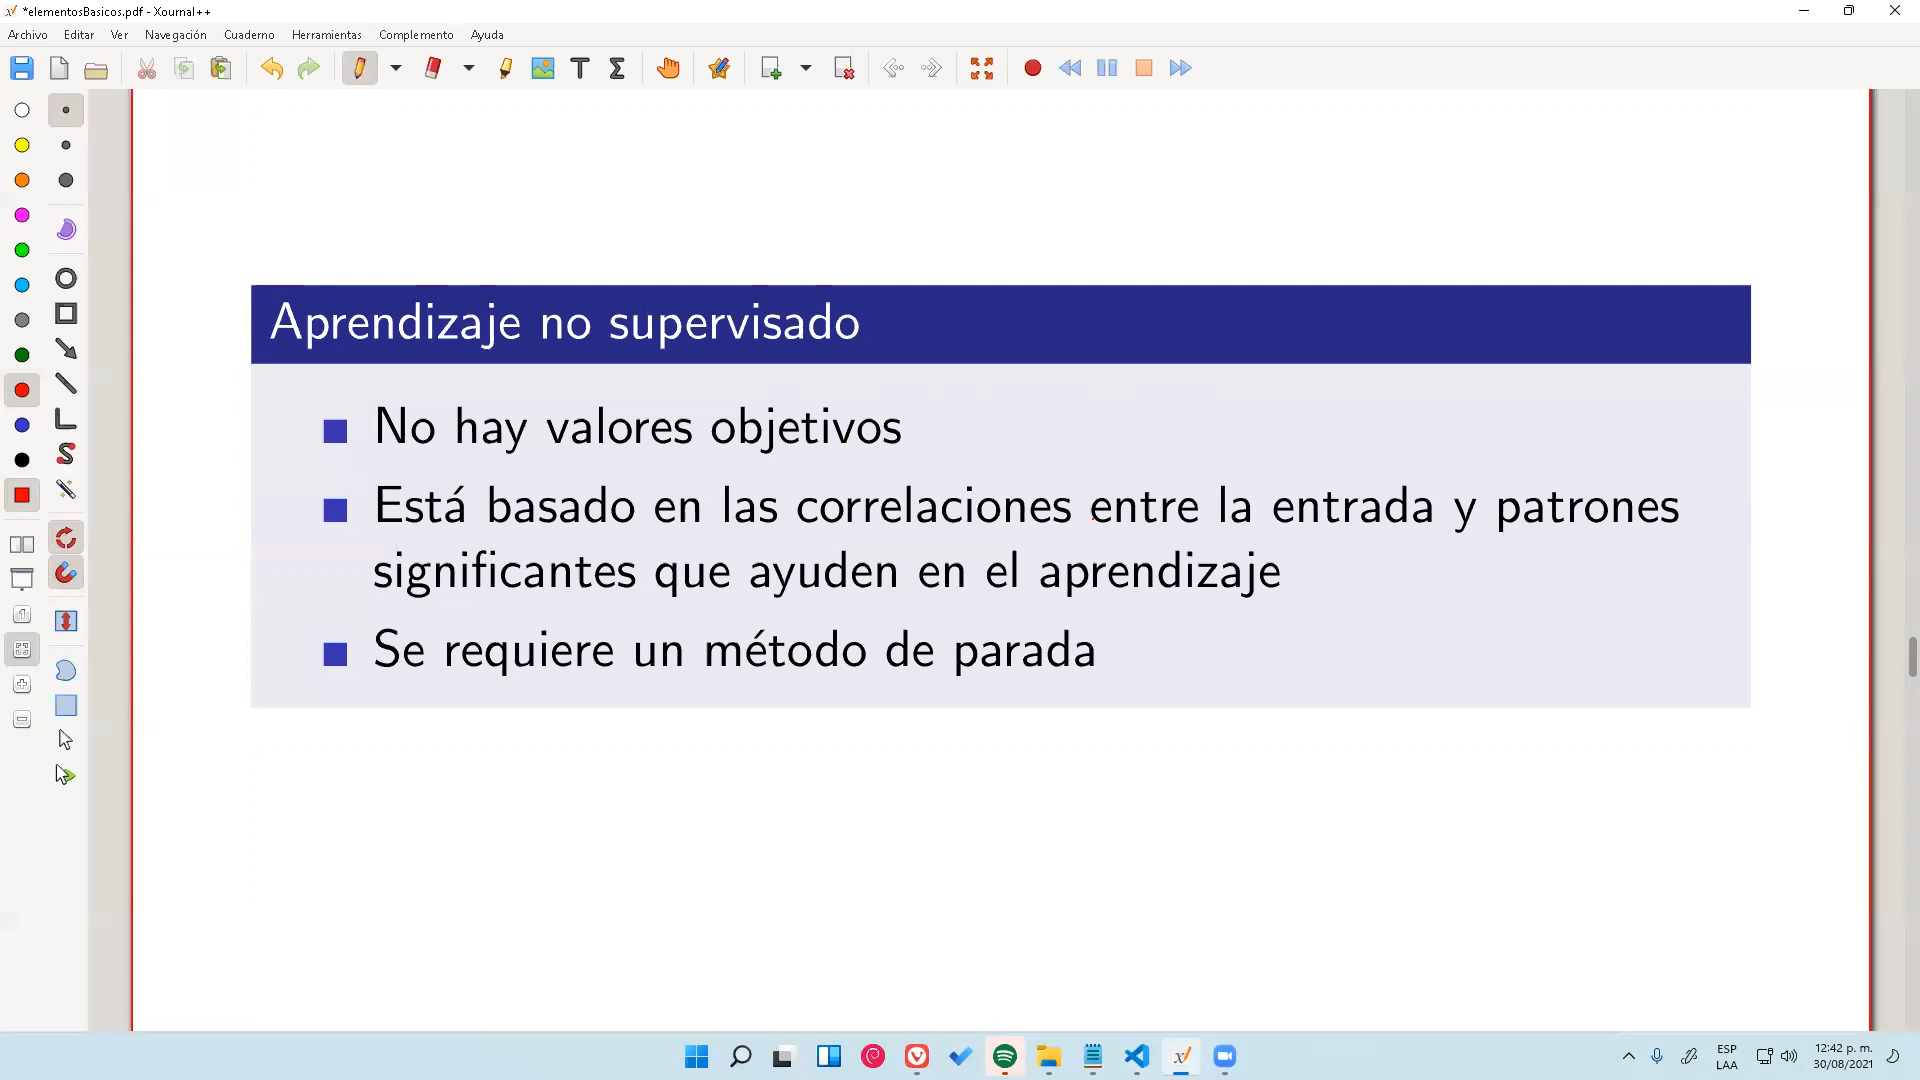 *elementosBasicos.pdf - Xournal++
Archivo Editar Ver Navegación Cuaderno Herramientas Complemento Ayuda
Aprendizaje no supervisado
No hay valores objetivos
Está basado en las correlaciones entre la entrada y patrones
significantes que ayuden en el aprendizaje
Se requiere un método de parada
ESP
LAA
12:42 p. m.
30/08/2021